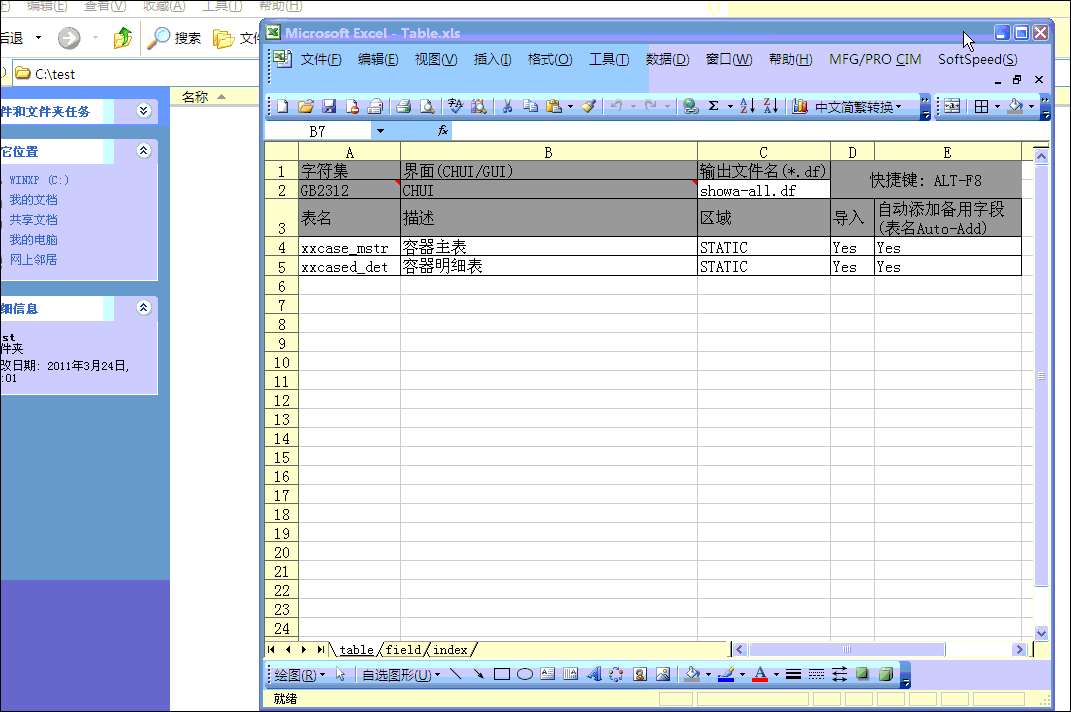 编辑(E) 查看(V) 收藏(A) 工具(T) 帮助(H)
后退 搜索 文件
C:\test
名称
件和文件夹任务
它位置
WINXP (C:)
我的文档
共享文档
我的电脑
网上邻居
细信息
st
件夹
改日期: 2011年3月24日,
:01
Microsoft Excel - Table.xls
文件(F) 编辑(E) 视图(V) 插入(I) 格式(O) 工具(T) 数据(D) 窗口(W) 帮助(H) MFG/PRO CIM SoftSpeed(S)
中文简繁转换
B7 fx
A B C D E
1 字符集 界面(CHUI/GUI) 输出文件名(*.df) 快捷键: ALT-F8
2 GB2312 CHUI showa-all.df
3 表名 描述 区域 导入 自动添加备用字段
(表名Auto-Add)
4 xxcase_mstr 容器主表 STATIC Yes Yes
5 xxcased_det 容器明细表 STATIC Yes Yes
6
7
8
9
10
11
12
13
14
15
16
17
18
19
20
21
22
23
24
table field index
绘图(R) 自选图形(U)
就绪